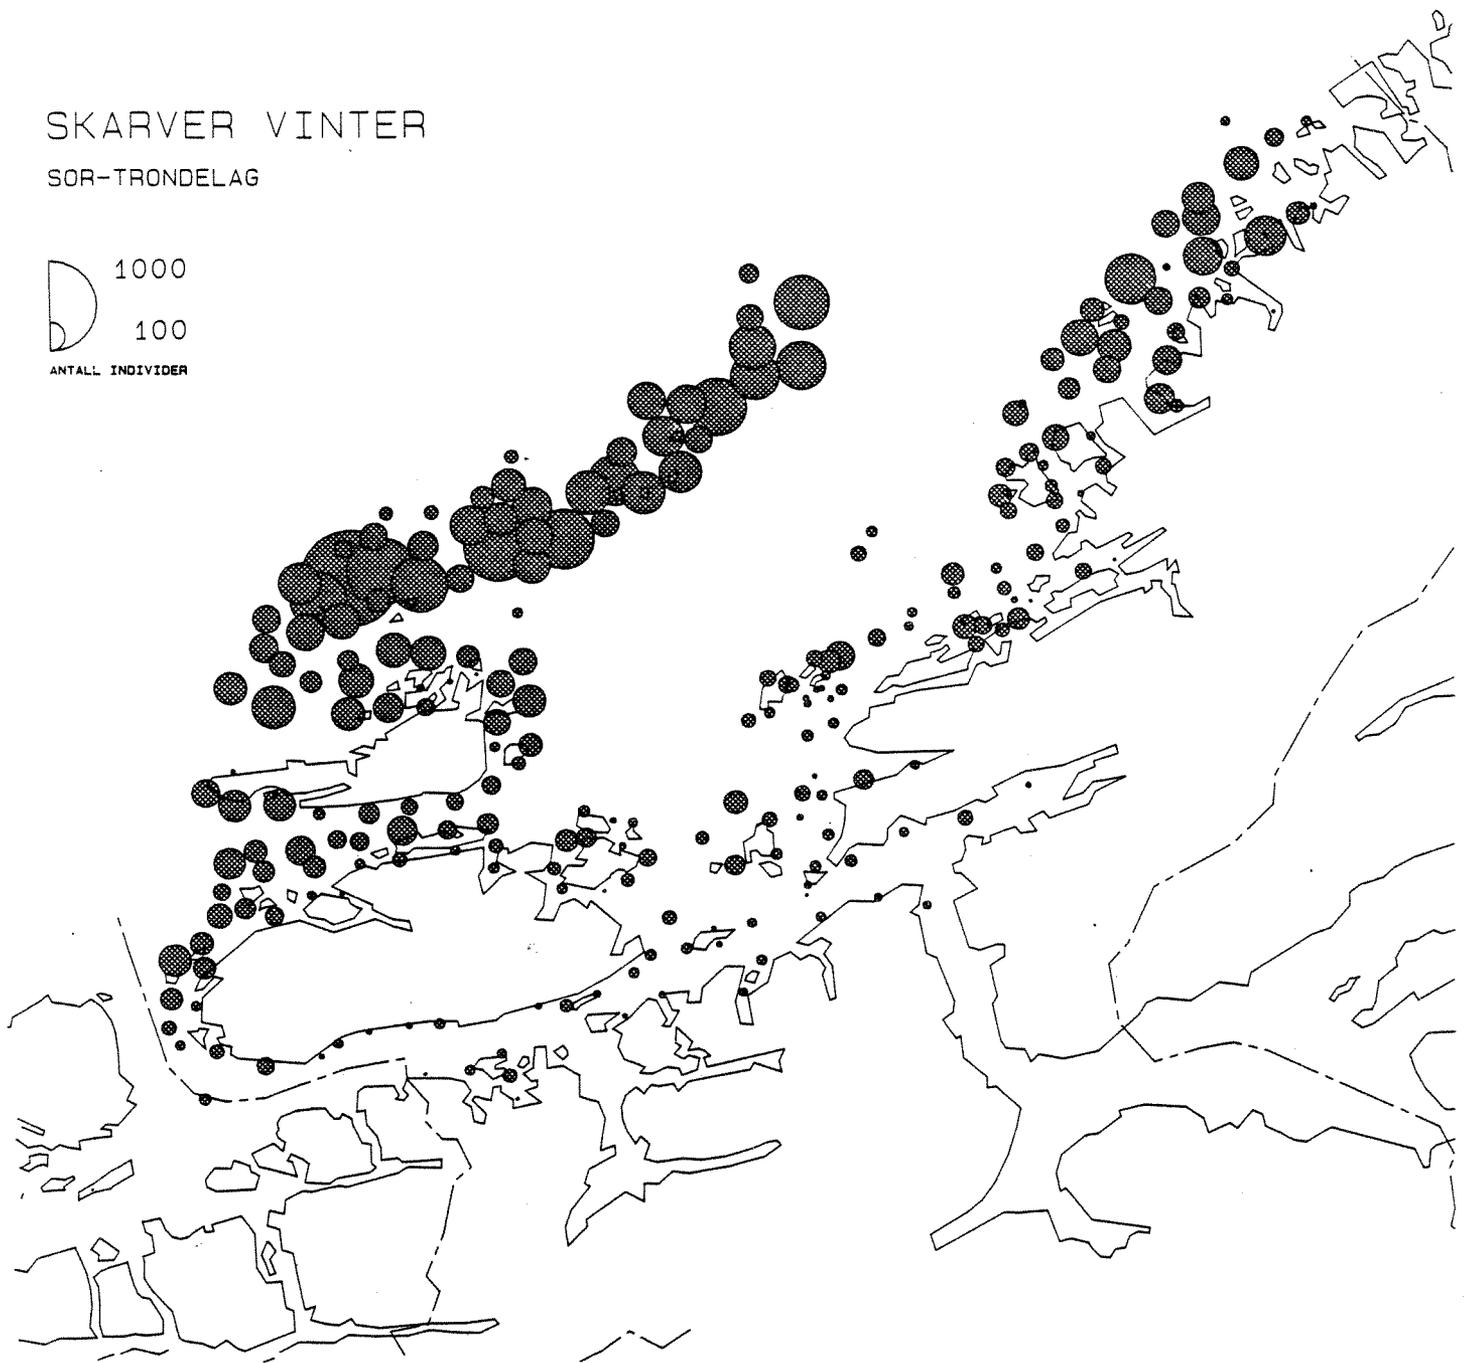 SKARVER VINTER
SOR-TRONDELAG
1000
100
ANTALL INDIVIDER